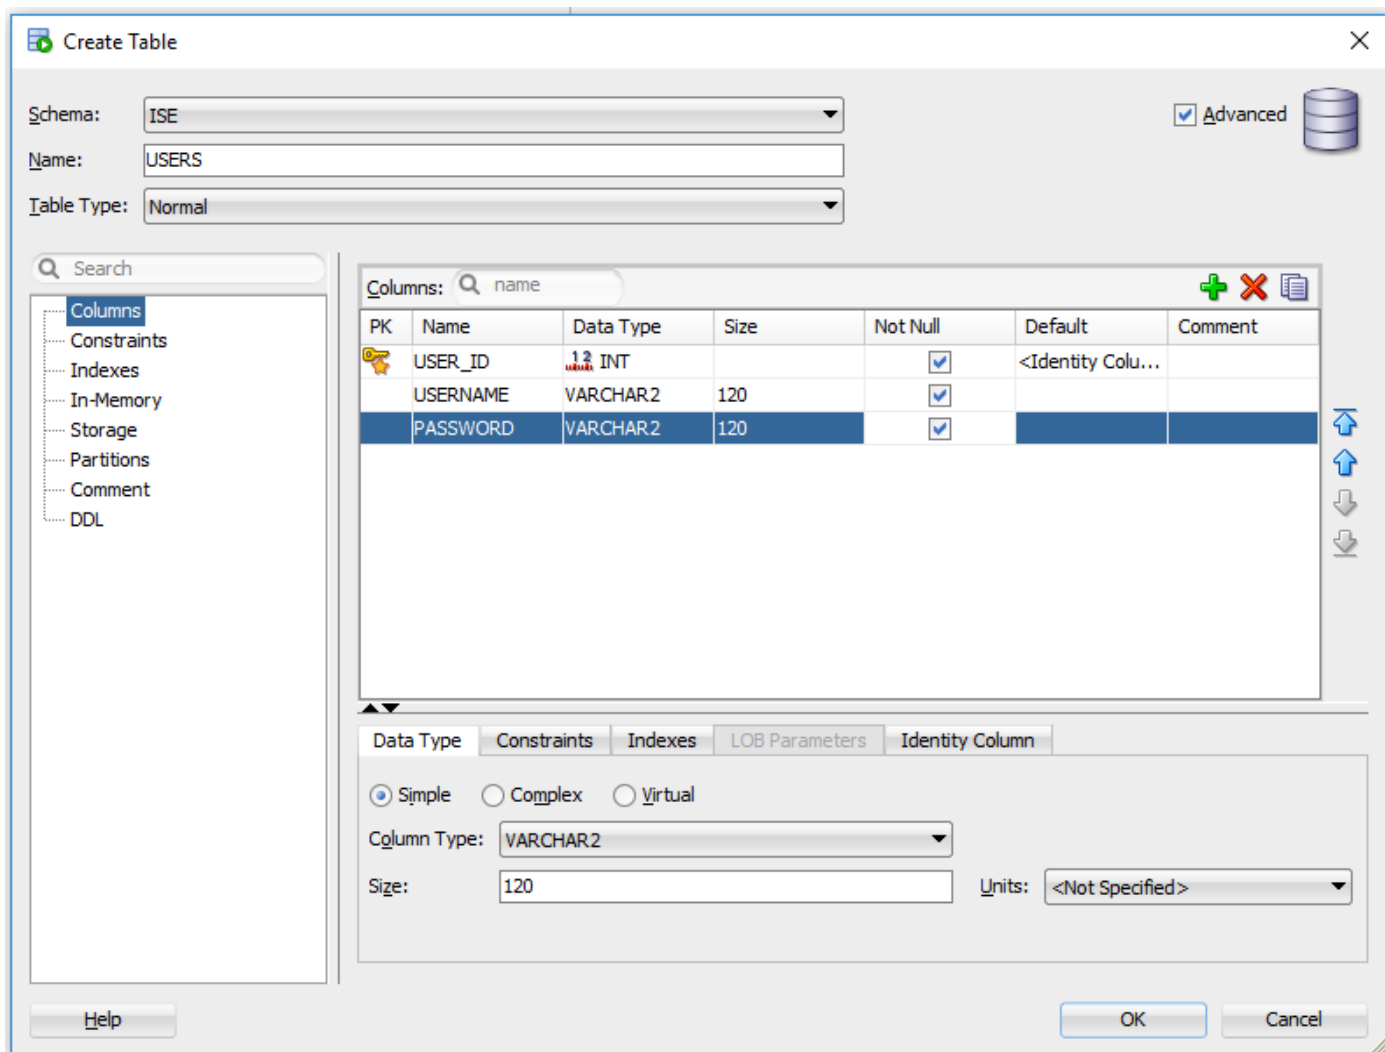 Create Table
Schema: ISE
Advanced
Name: USERS
Table Type: Normal
Search
Columns
Constraints
Indexes
In-Memory
Storage
Partitions
Comment
DDL
Columns: name
PK Name Data Type Size Not Null Default Comment
USER_ID INT <Identity Colu...
USERNAME VARCHAR2 120
PASSWORD VARCHAR2 120
Data Type Constraints Indexes LOB Parameters Identity Column
Simple Complex Virtual
Column Type: VARCHAR2
Size: 120 Units: <Not Specified>
Help OK Cancel